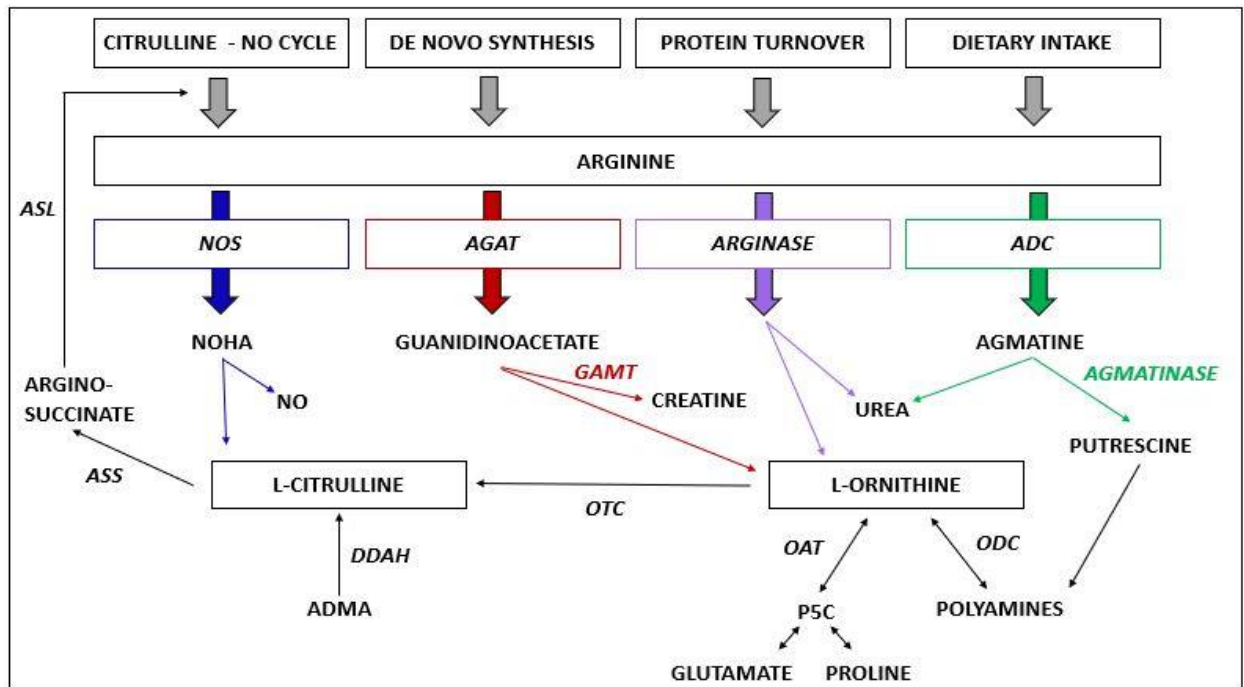 CITRULLINE - NO CYCLE
DE NOVO SYNTHESIS
PROTEIN TURNOVER
DIETARY INTAKE
ARGININE
ASL
NOS
AGAT
ARGINASE
ADC
NOHA
GUANIDINOACETATE
AGMATINE
GAMT
AGMATINASE
ARGINO-
SUCCINATE
NO
CREATINE
UREA
PUTRESCINE
ASS
L-CITRULLINE
L-ORNITHINE
OTC
DDAH
OAT
ODC
ADMA
P5C
POLYAMINES
GLUTAMATE
PROLINE